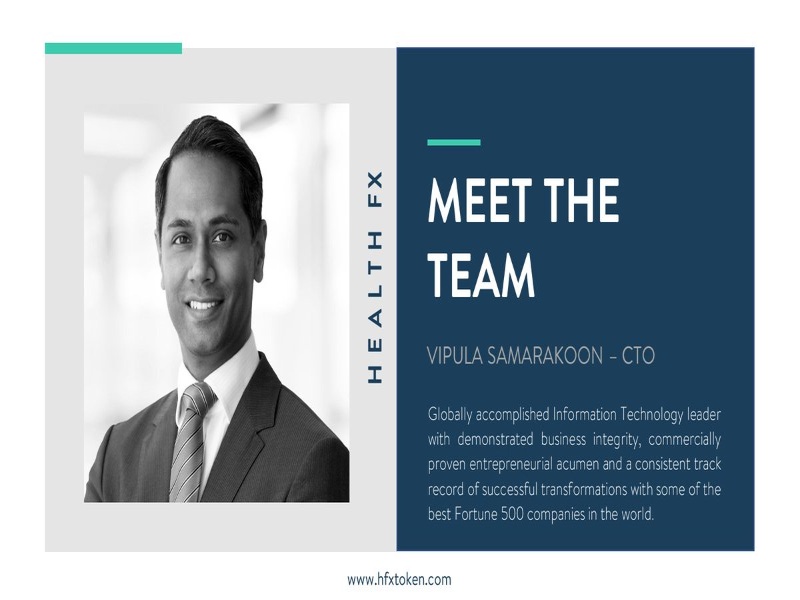 HEALTH FX
MEET THE
TEAM
VIPULA SAMARAKOON – CTO
Globally accomplished Information Technology leader
with demonstrated business integrity, commercially
proven entrepreneurial acumen and a consistent track
record of successful transformations with some of the
best Fortune 500 companies in the world.
www.hfxtoken.com